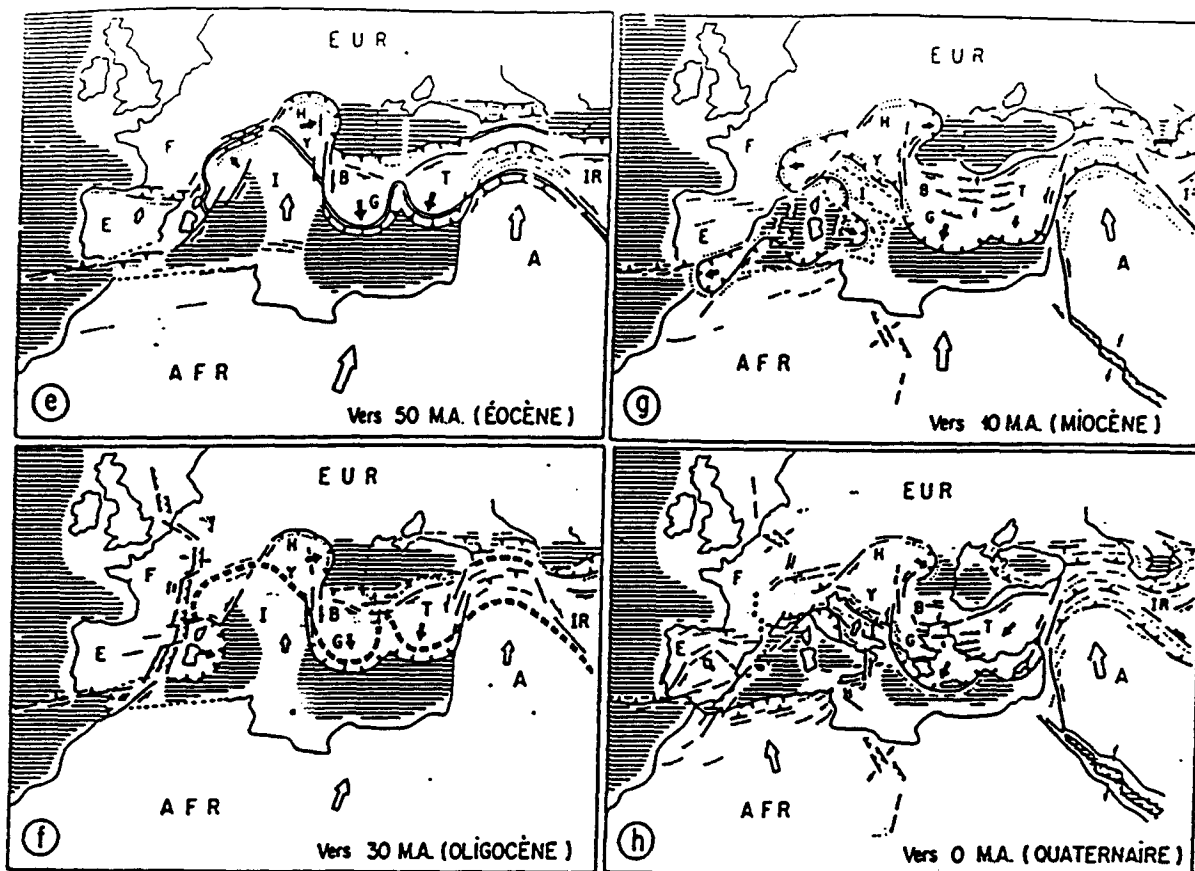 EUR
H
F
Y
I
B
T
IR
G
E
A
AFR
e
Vers 50 M.A. (ÉOCÈNE)
EUR
H
F
Y
I
B
T
I
G
E
A
AFR
g
Vers 10 M.A. (MIOCÈNE)
EUR
H
F
Y
Y
I
B
T
IR
G
E
A
AFR
f
Vers 30 M.A. (OLIGOCÈNE)
EUR
H
F
Y
B
IR
T
E
G
G
A
AFR
h
Vers 0 M.A. (QUATERNAIRE)